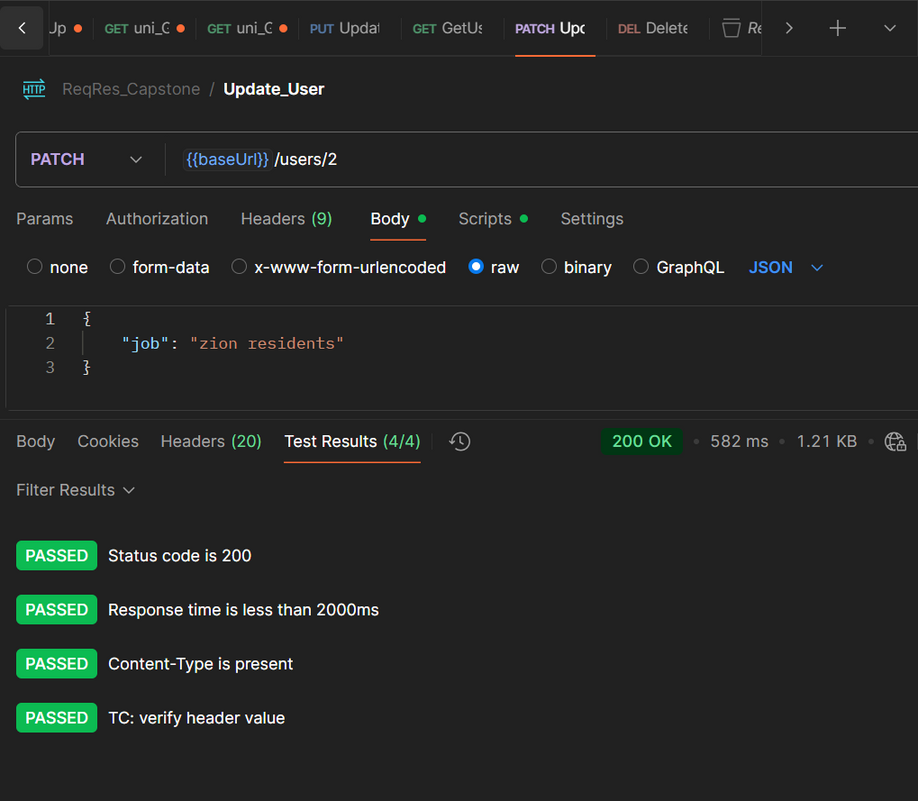 Up GET uni_C GET uni_C PUT Updat GET GetUs PATCH Upc DEL Delete Re
HTTP ReqRes_Capstone / Update_User
PATCH {{baseUrl}} /users/2
Params Authorization Headers (9) Body Scripts Settings
none form-data x-www-form-urlencoded raw binary GraphQL JSON
1 {
2 "job": "zion residents"
3 }
Body Cookies Headers (20) Test Results (4/4) 200 OK • 582 ms • 1.21 KB •
Filter Results
PASSED Status code is 200
PASSED Response time is less than 2000ms
PASSED Content-Type is present
PASSED TC: verify header value